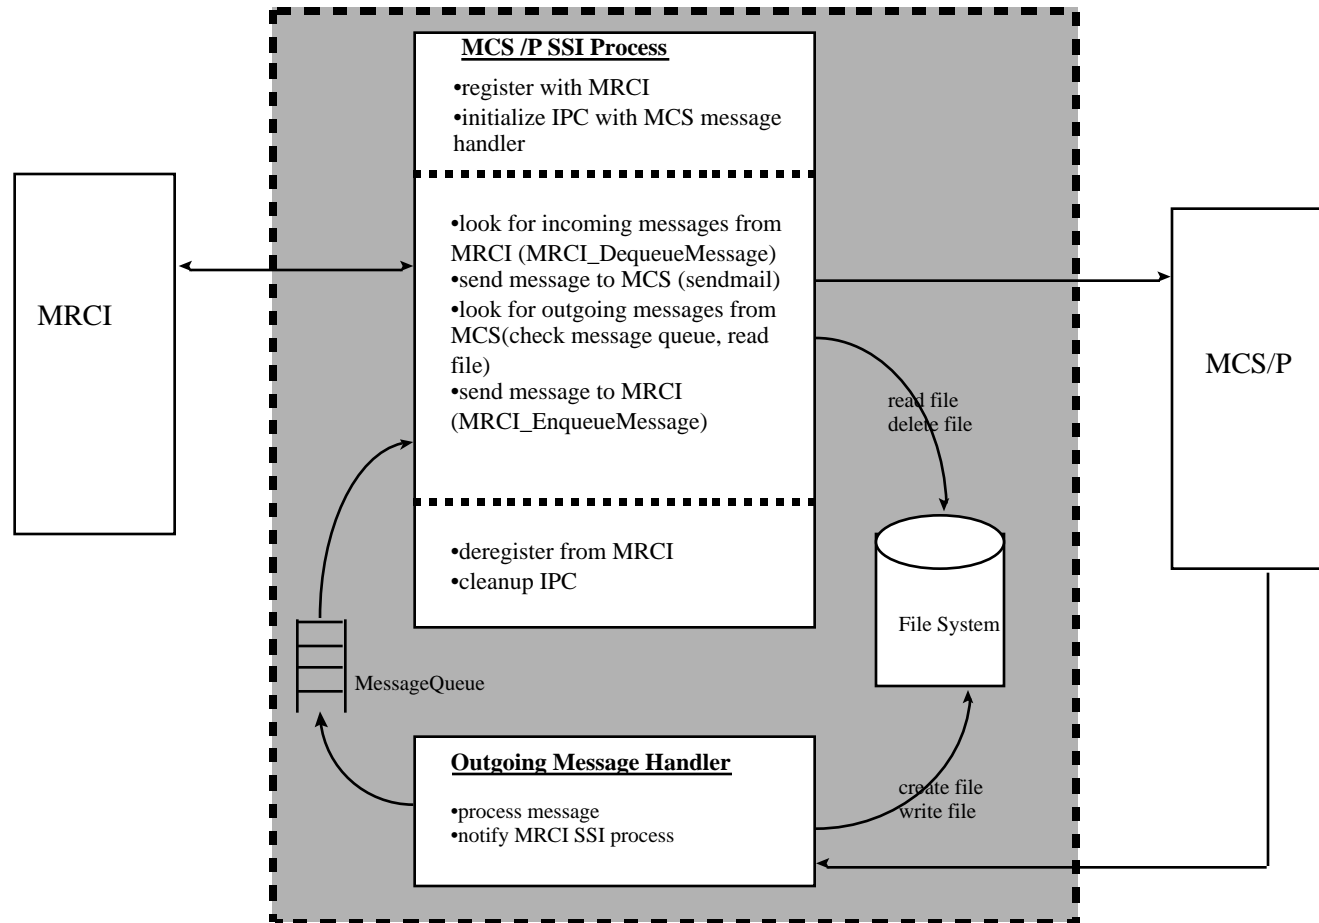 MCS /P SSI Process
•register with MRCI
•initialize IPC with MCS message
handler
•look for incoming messages from
MRCI (MRCI_DequeueMessage)
•send message to MCS (sendmail)
•look for outgoing messages from
MCS(check message queue, read
file)
•send message to MRCI
(MRCI_EnqueueMessage)
•deregister from MRCI
•cleanup IPC
MRCI
MCS/P
read file
delete file
File System
MessageQueue
Outgoing Message Handler
•process message
•notify MRCI SSI process
create file
write file